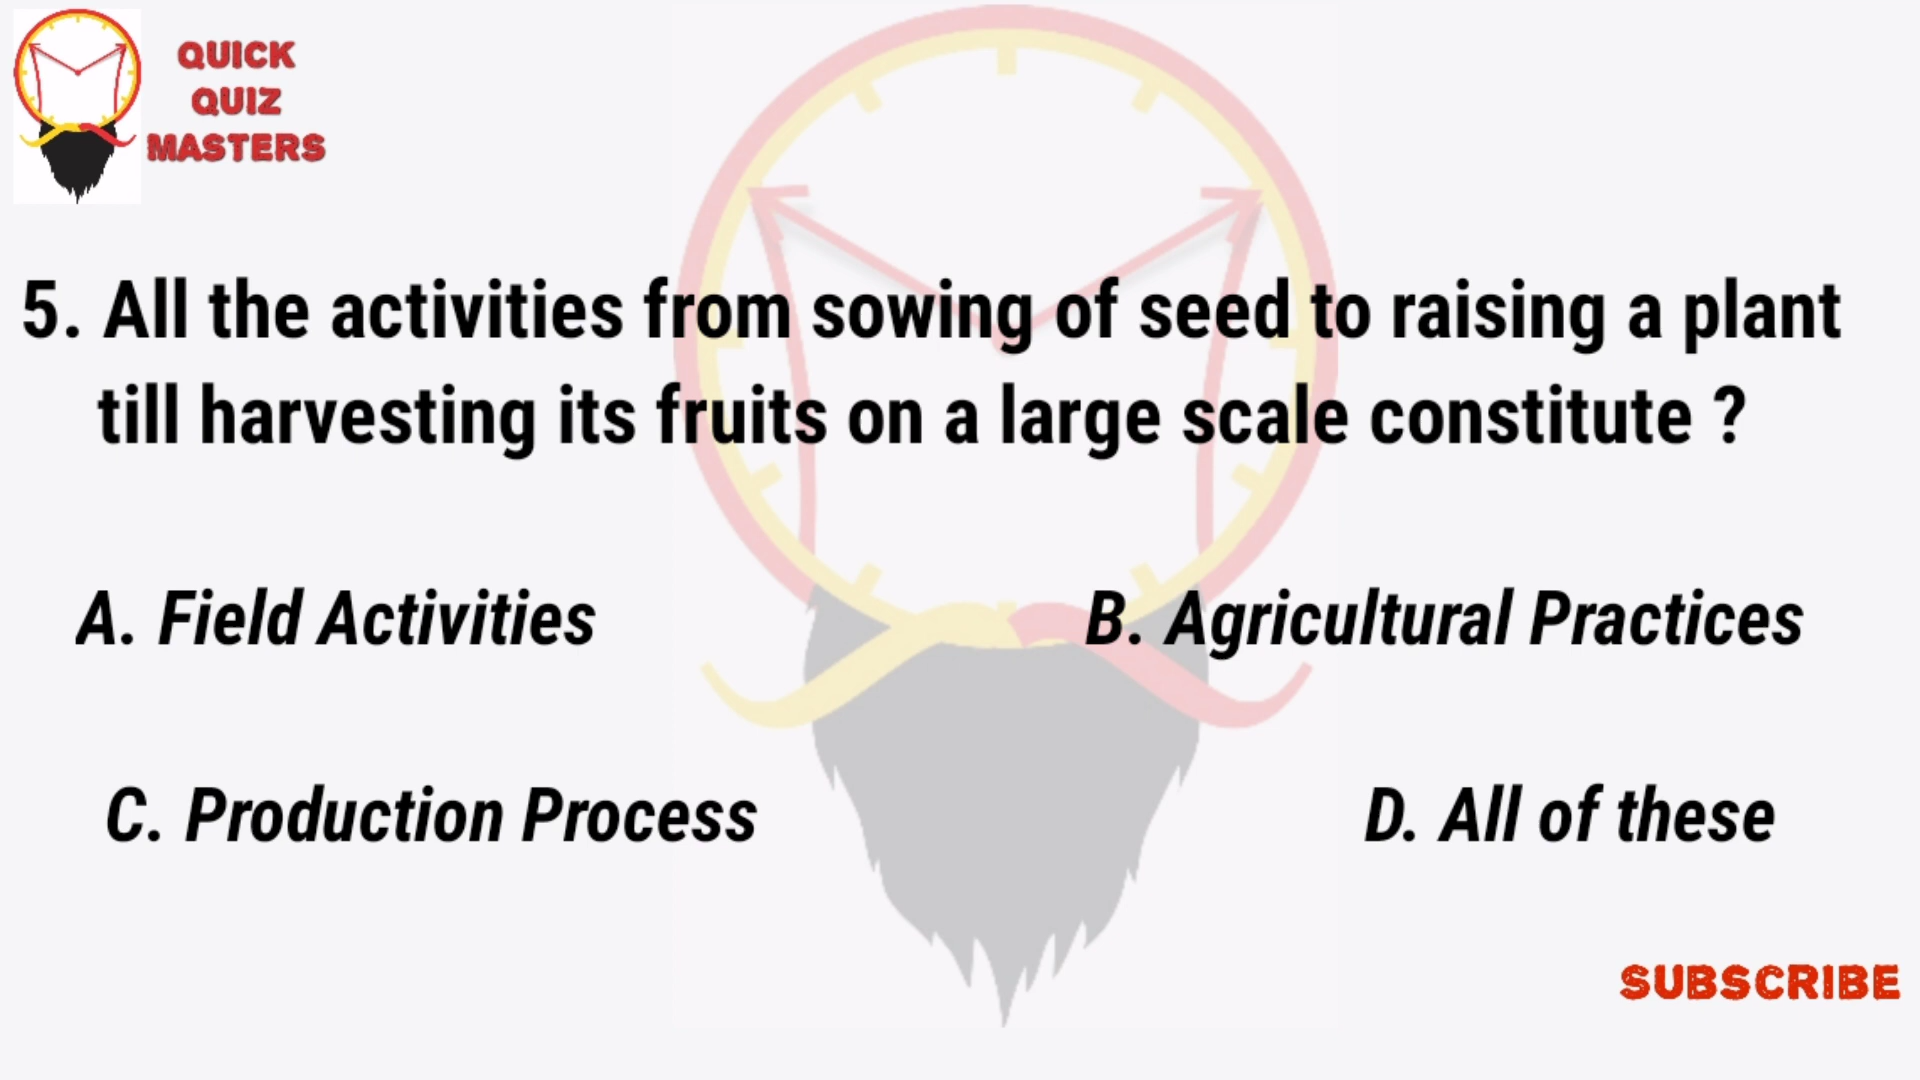 QUICK
QUIZ
MASTERS
5. All the activities from sowing of seed to raising a plant
till harvesting its fruits on a large scale constitute ?
A. Field Activities
B. Agricultural Practices
C. Production Process
D. All of these
SUBSCRIBE